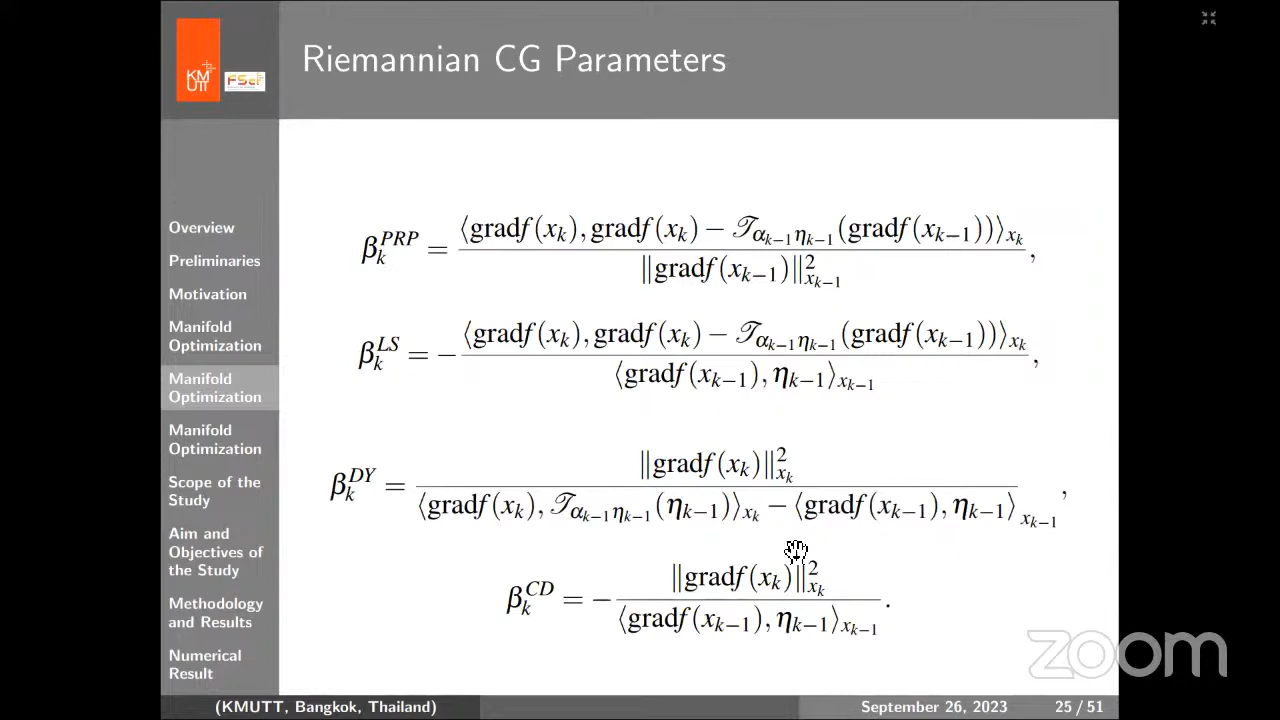 KM
UTT
FSci
Riemannian CG Parameters
Overview
Preliminaries
Motivation
Manifold
Optimization
Manifold
Optimization
Manifold
Optimization
Scope of the
Study
Aim and
Objectives of
the Study
Methodology
and Results
Numerical
Result
β_k^{PRP} = \frac{⟨gradf(x_k), gradf(x_k) − 𝒯_{α_{k−1}η_{k−1}}(gradf(x_{k−1}))⟩_{x_k}}{‖gradf(x_{k−1})‖²_{x_{k−1}}},
β_k^{LS} = −\frac{⟨gradf(x_k), gradf(x_k) − 𝒯_{α_{k−1}η_{k−1}}(gradf(x_{k−1}))⟩_{x_k}}{⟨gradf(x_{k−1}), η_{k−1}⟩_{x_{k−1}}},
β_k^{DY} = \frac{‖gradf(x_k)‖²_{x_k}}{⟨gradf(x_k), 𝒯_{α_{k−1}η_{k−1}}(η_{k−1})⟩_{x_k} − ⟨gradf(x_{k−1}), η_{k−1}⟩_{x_{k−1}}},
β_k^{CD} = −\frac{‖gradf(x_k)‖²_{x_k}}{⟨gradf(x_{k−1}), η_{k−1}⟩_{x_{k−1}}}.
zoom
(KMUTT, Bangkok, Thailand)
September 26, 2023
25 / 51